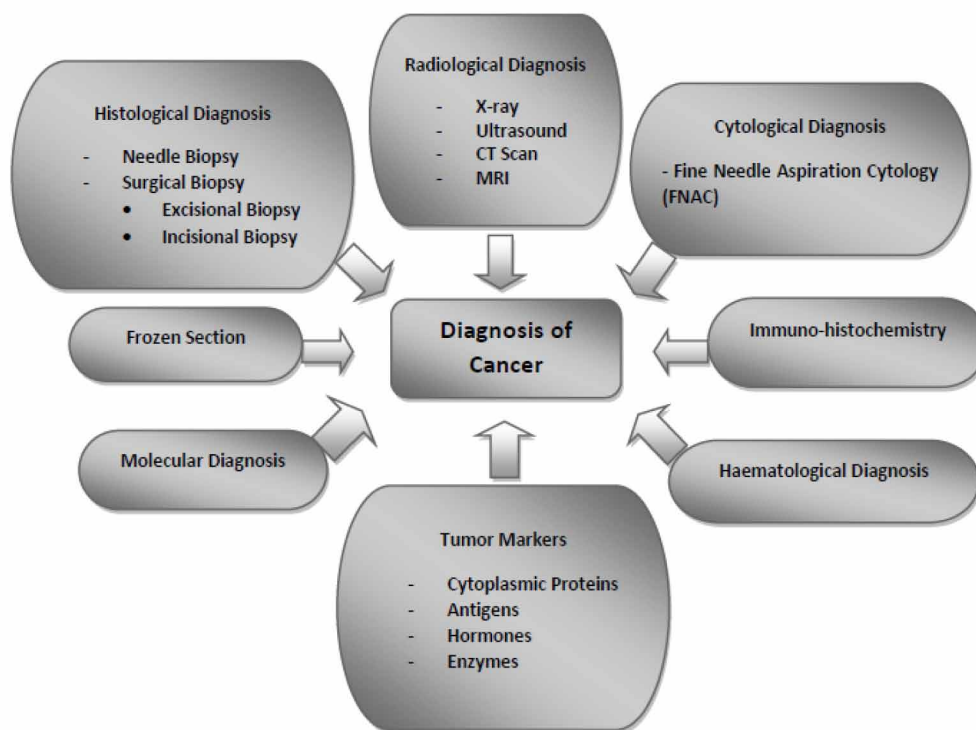 Histological Diagnosis
- Needle Biopsy
- Surgical Biopsy
• Excisional Biopsy
• Incisional Biopsy
Radiological Diagnosis
- X-ray
- Ultrasound
- CT Scan
- MRI
Cytological Diagnosis
- Fine Needle Aspiration Cytology
(FNAC)
Frozen Section
Diagnosis of
Cancer
Immuno-histochemistry
Molecular Diagnosis
Haematological Diagnosis
Tumor Markers
- Cytoplasmic Proteins
- Antigens
- Hormones
- Enzymes